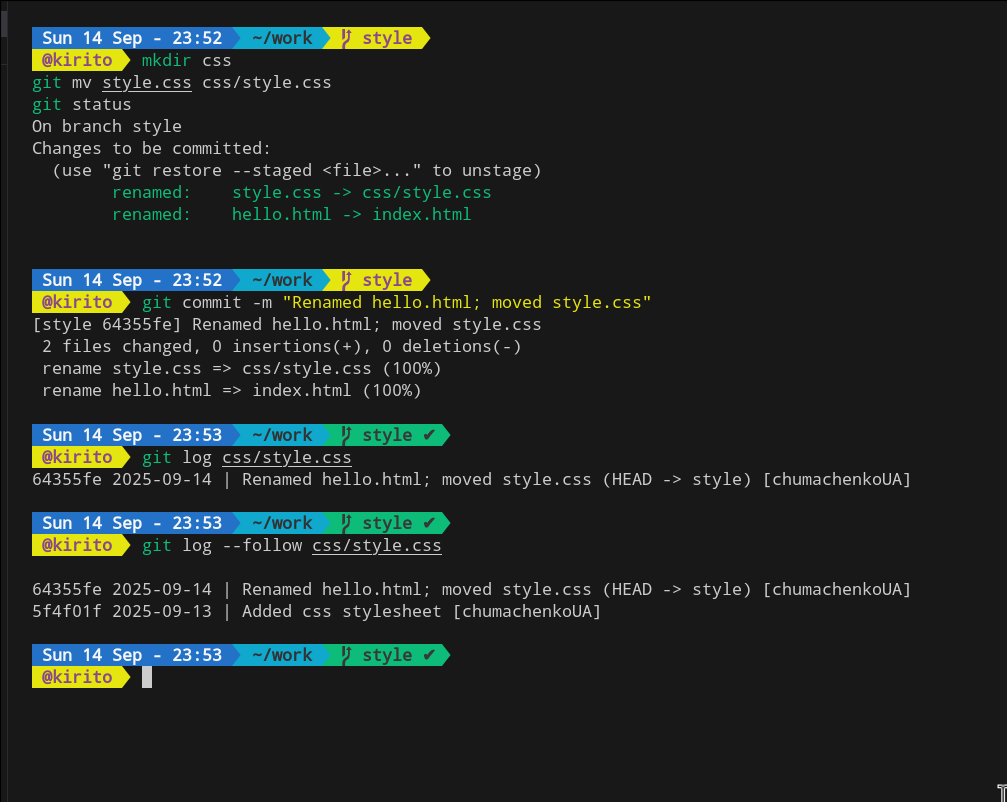 Sun 14 Sep - 23:52 ~/work style
@kirito mkdir css
git mv style.css css/style.css
git status
On branch style
Changes to be committed:
  (use "git restore --staged <file>..." to unstage)
        renamed:    style.css -> css/style.css
        renamed:    hello.html -> index.html
Sun 14 Sep - 23:52 ~/work style
@kirito git commit -m "Renamed hello.html; moved style.css"
[style 64355fe] Renamed hello.html; moved style.css
 2 files changed, 0 insertions(+), 0 deletions(-)
 rename style.css => css/style.css (100%)
 rename hello.html => index.html (100%)
Sun 14 Sep - 23:53 ~/work style ✔
@kirito git log css/style.css
64355fe 2025-09-14 | Renamed hello.html; moved style.css (HEAD -> style) [chumachenkoUA]
Sun 14 Sep - 23:53 ~/work style ✔
@kirito git log --follow css/style.css
64355fe 2025-09-14 | Renamed hello.html; moved style.css (HEAD -> style) [chumachenkoUA]
5f4f01f 2025-09-13 | Added css stylesheet [chumachenkoUA]
Sun 14 Sep - 23:53 ~/work style ✔
@kirito